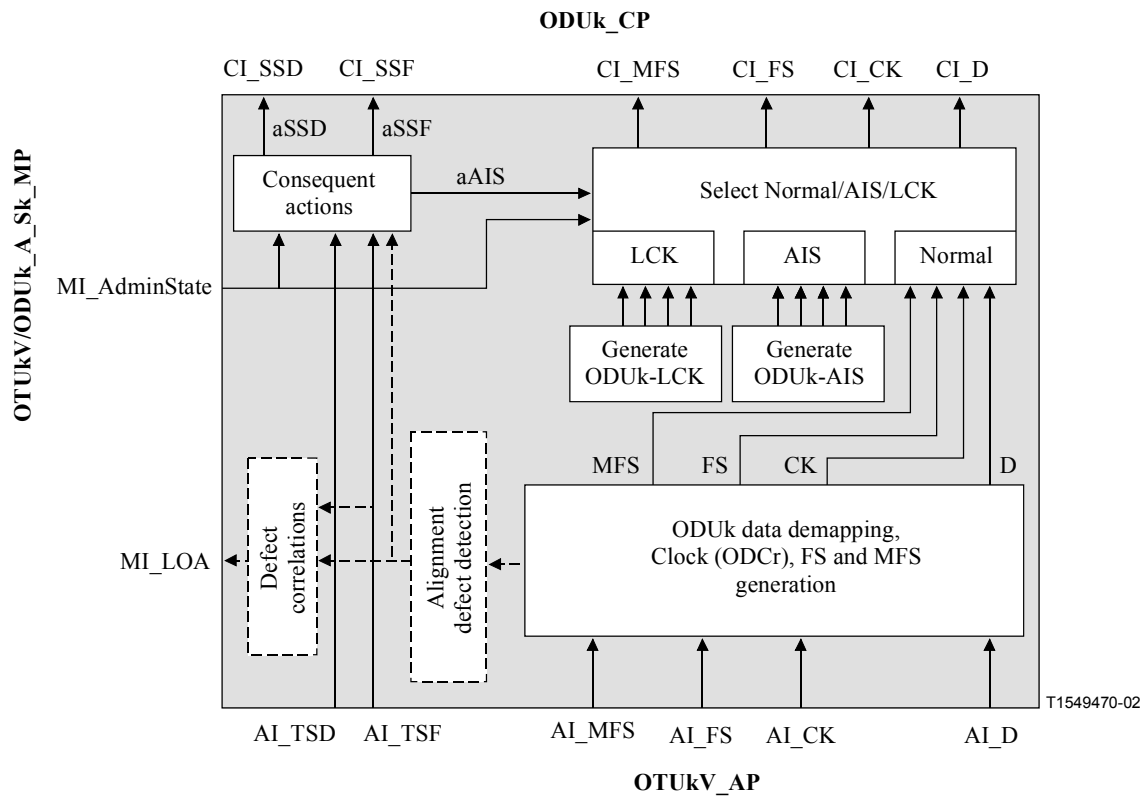 ODUk_CP
CI_SSD
CI_SSF
CI_MFS
CI_FS
CI_CK
CI_D
aSSD
aSSF
Consequent
actions
aAIS
Select Normal/AIS/LCK
LCK
AIS
Normal
OTUkV/ODUk_A_Sk_MP
MI_AdminState
Generate
ODUk-LCK
Generate
ODUk-AIS
MFS
FS
CK
D
MI_LOA
Defect
correlations
Alignment
defect detection
ODUk data demapping,
Clock (ODCr), FS and MFS
generation
T1549470-02
AI_TSD
AI_TSF
AI_MFS
AI_FS
AI_CK
AI_D
OTUkV_AP